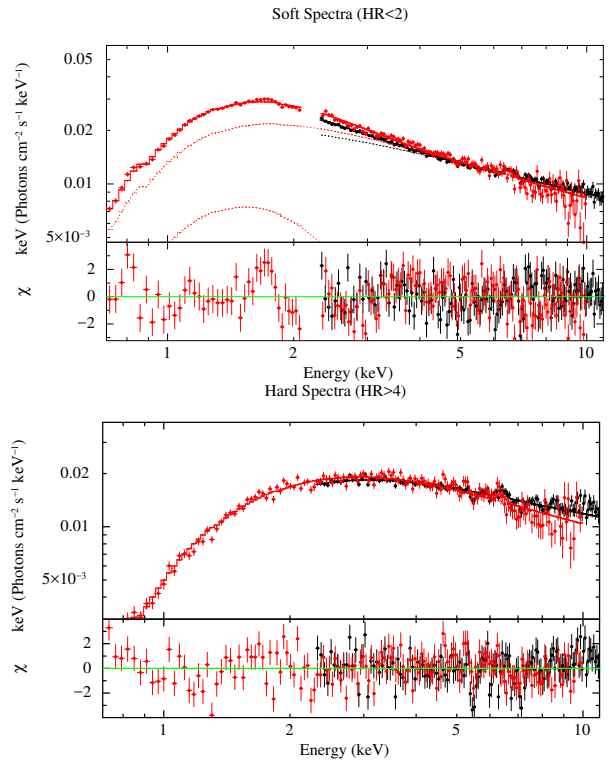 Soft Spectra (HR<2)
keV (Photons cm⁻² s⁻¹ keV⁻¹)
0.05
0.02
0.01
5×10⁻³
χ
2
0
−2
1
2
5
10
Energy (keV)
Hard Spectra (HR>4)
keV (Photons cm⁻² s⁻¹ keV⁻¹)
0.02
0.01
5×10⁻³
χ
2
0
−2
1
2
5
10
Energy (keV)